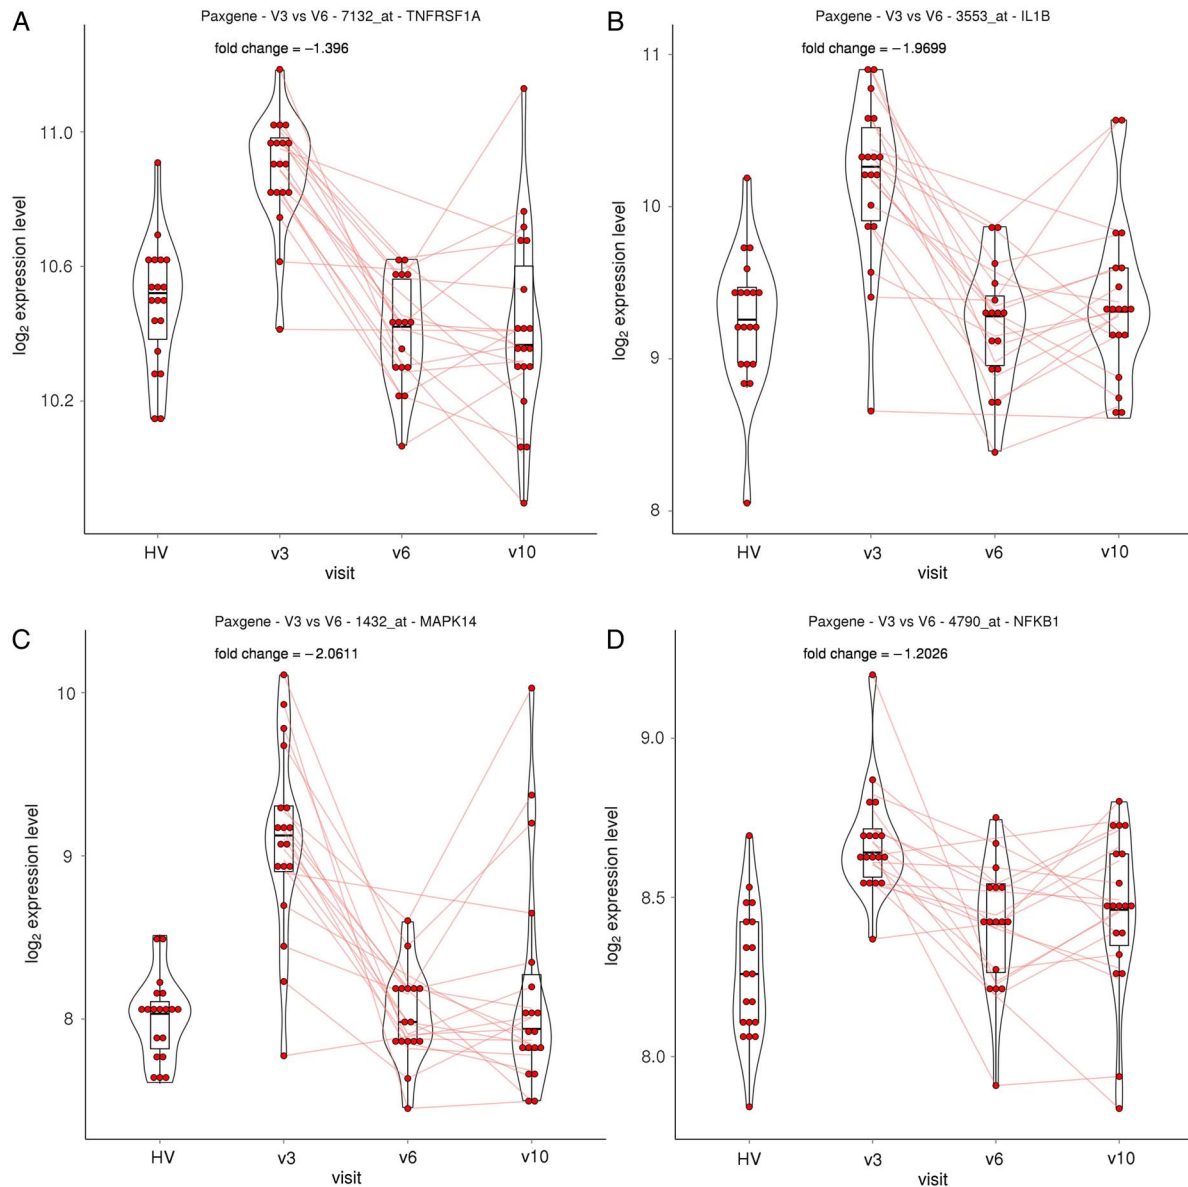 A
Paxgene - V3 vs V6 - 7132_at - TNFRSF1A
fold change = −1.396
log2 expression level
11.0
10.6
10.2
HV
v3
v6
v10
visit
B
Paxgene - V3 vs V6 - 3553_at - IL1B
fold change = −1.9699
log2 expression level
11
10
9
8
HV
v3
v6
v10
visit
C
Paxgene - V3 vs V6 - 1432_at - MAPK14
fold change = −2.0611
log2 expression level
10
9
8
HV
v3
v6
v10
visit
D
Paxgene - V3 vs V6 - 4790_at - NFKB1
fold change = −1.2026
log2 expression level
9.0
8.5
8.0
HV
v3
v6
v10
visit